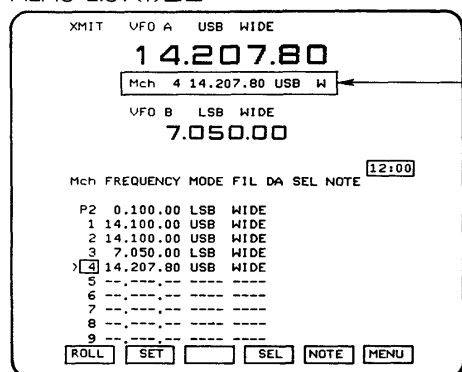 XMIT VFO A USB WIDE
14.207.80
Mch 4 14.207.80 USB W
VFO B LSB WIDE
7.050.00
12:00
Mch FREQUENCY MODE FIL DA SEL NOTE
P2 0.100.00 LSB WIDE
1 14.100.00 USB WIDE
2 14.100.00 USB WIDE
3 7.050.00 LSB WIDE
>4 14.207.80 USB WIDE
5 --.---.-- --- ----
6 --.---.-- --- ----
7 --.---.-- --- ----
8 --.---.-- --- ----
9 --.---.-- --- ----
ROLL SET SEL NOTE MENU